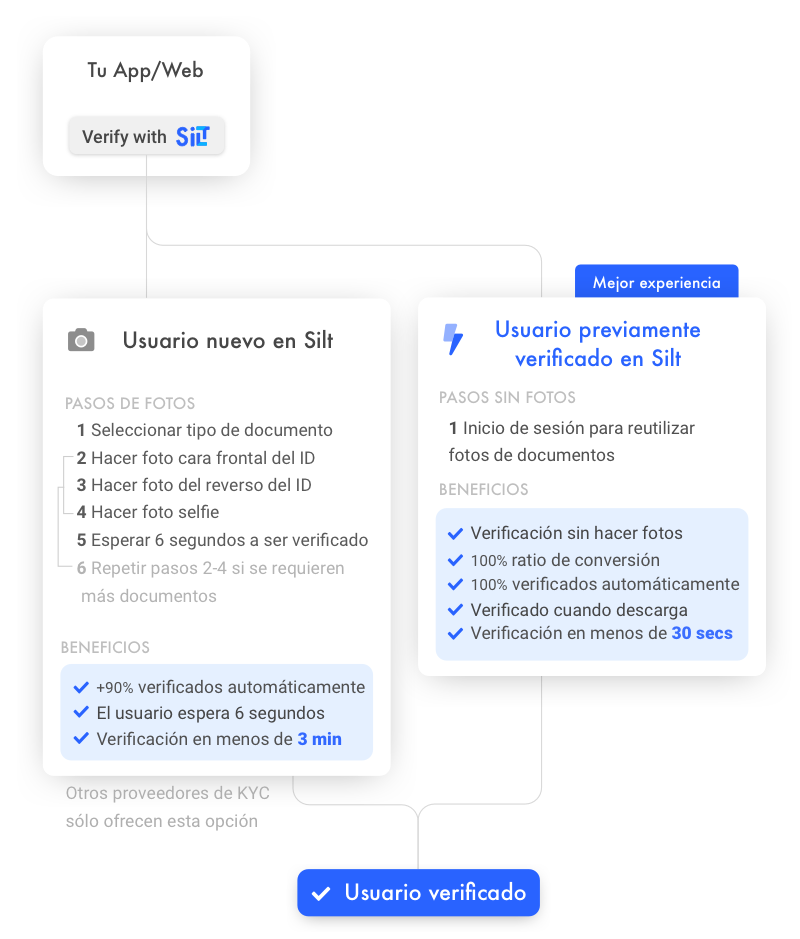 Tu App/Web
Verify with SiLT
Mejor experiencia
Usuario nuevo en Silt
PASOS DE FOTOS
1 Seleccionar tipo de documento
2 Hacer foto cara frontal del ID
3 Hacer foto del reverso del ID
4 Hacer foto selfie
5 Esperar 6 segundos a ser verificado
6 Repetir pasos 2-4 si se requieren
más documentos
BENEFICIOS
+90% verificados automáticamente
El usuario espera 6 segundos
Verificación en menos de 3 min
Otros proveedores de KYC
sólo ofrecen esta opción
Usuario previamente
verificado en Silt
PASOS SIN FOTOS
1 Inicio de sesión para reutilizar
fotos de documentos
BENEFICIOS
Verificación sin hacer fotos
100% ratio de conversión
100% verificados automáticamente
Verificado cuando descarga
Verificación en menos de 30 secs
Usuario verificado